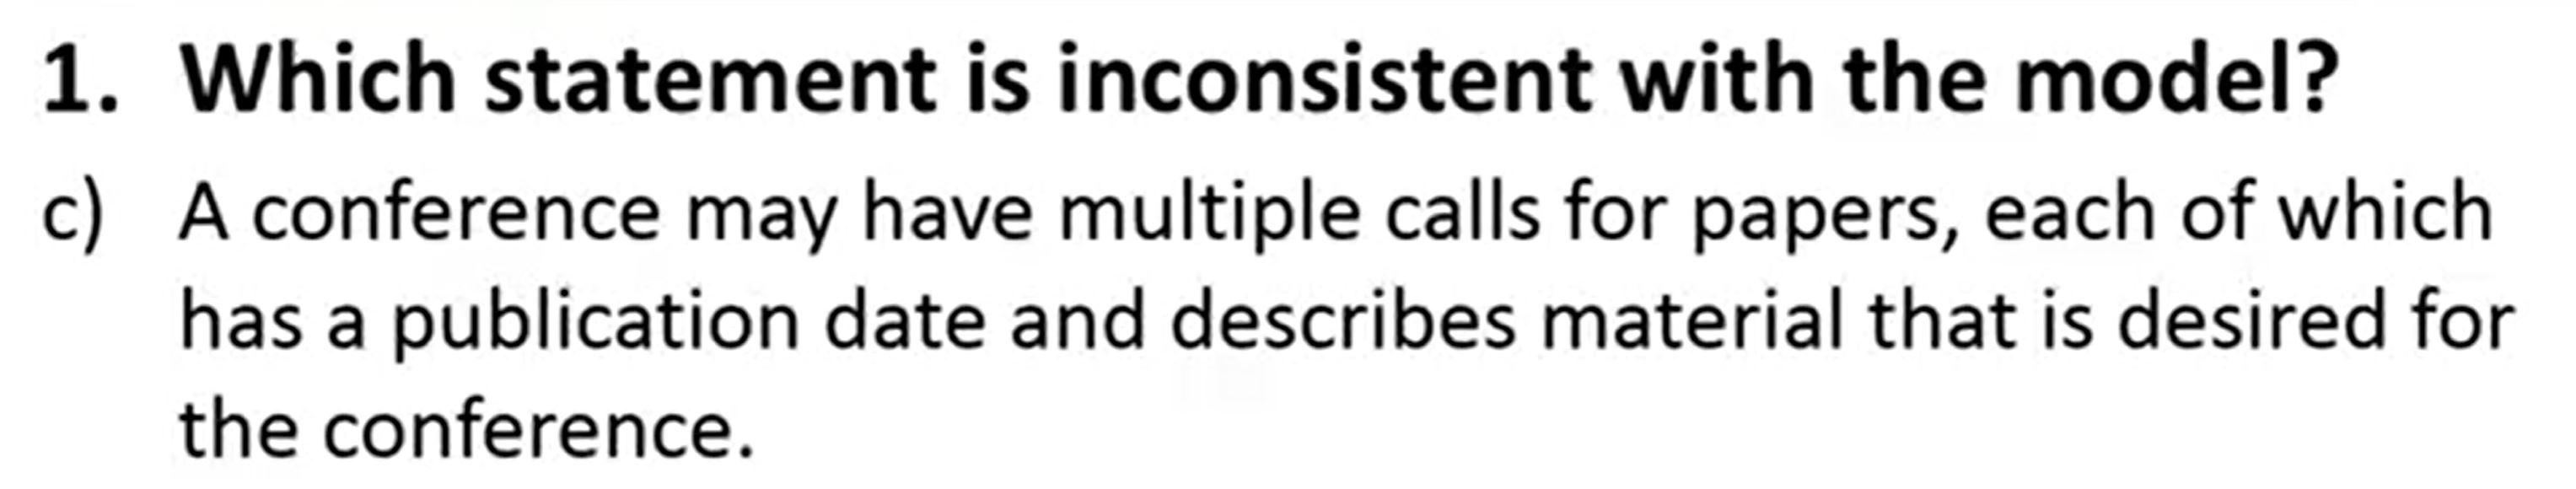 1. Which statement is inconsistent with the model?
c) A conference may have multiple calls for papers, each of which
has a publication date and describes material that is desired for
the conference.